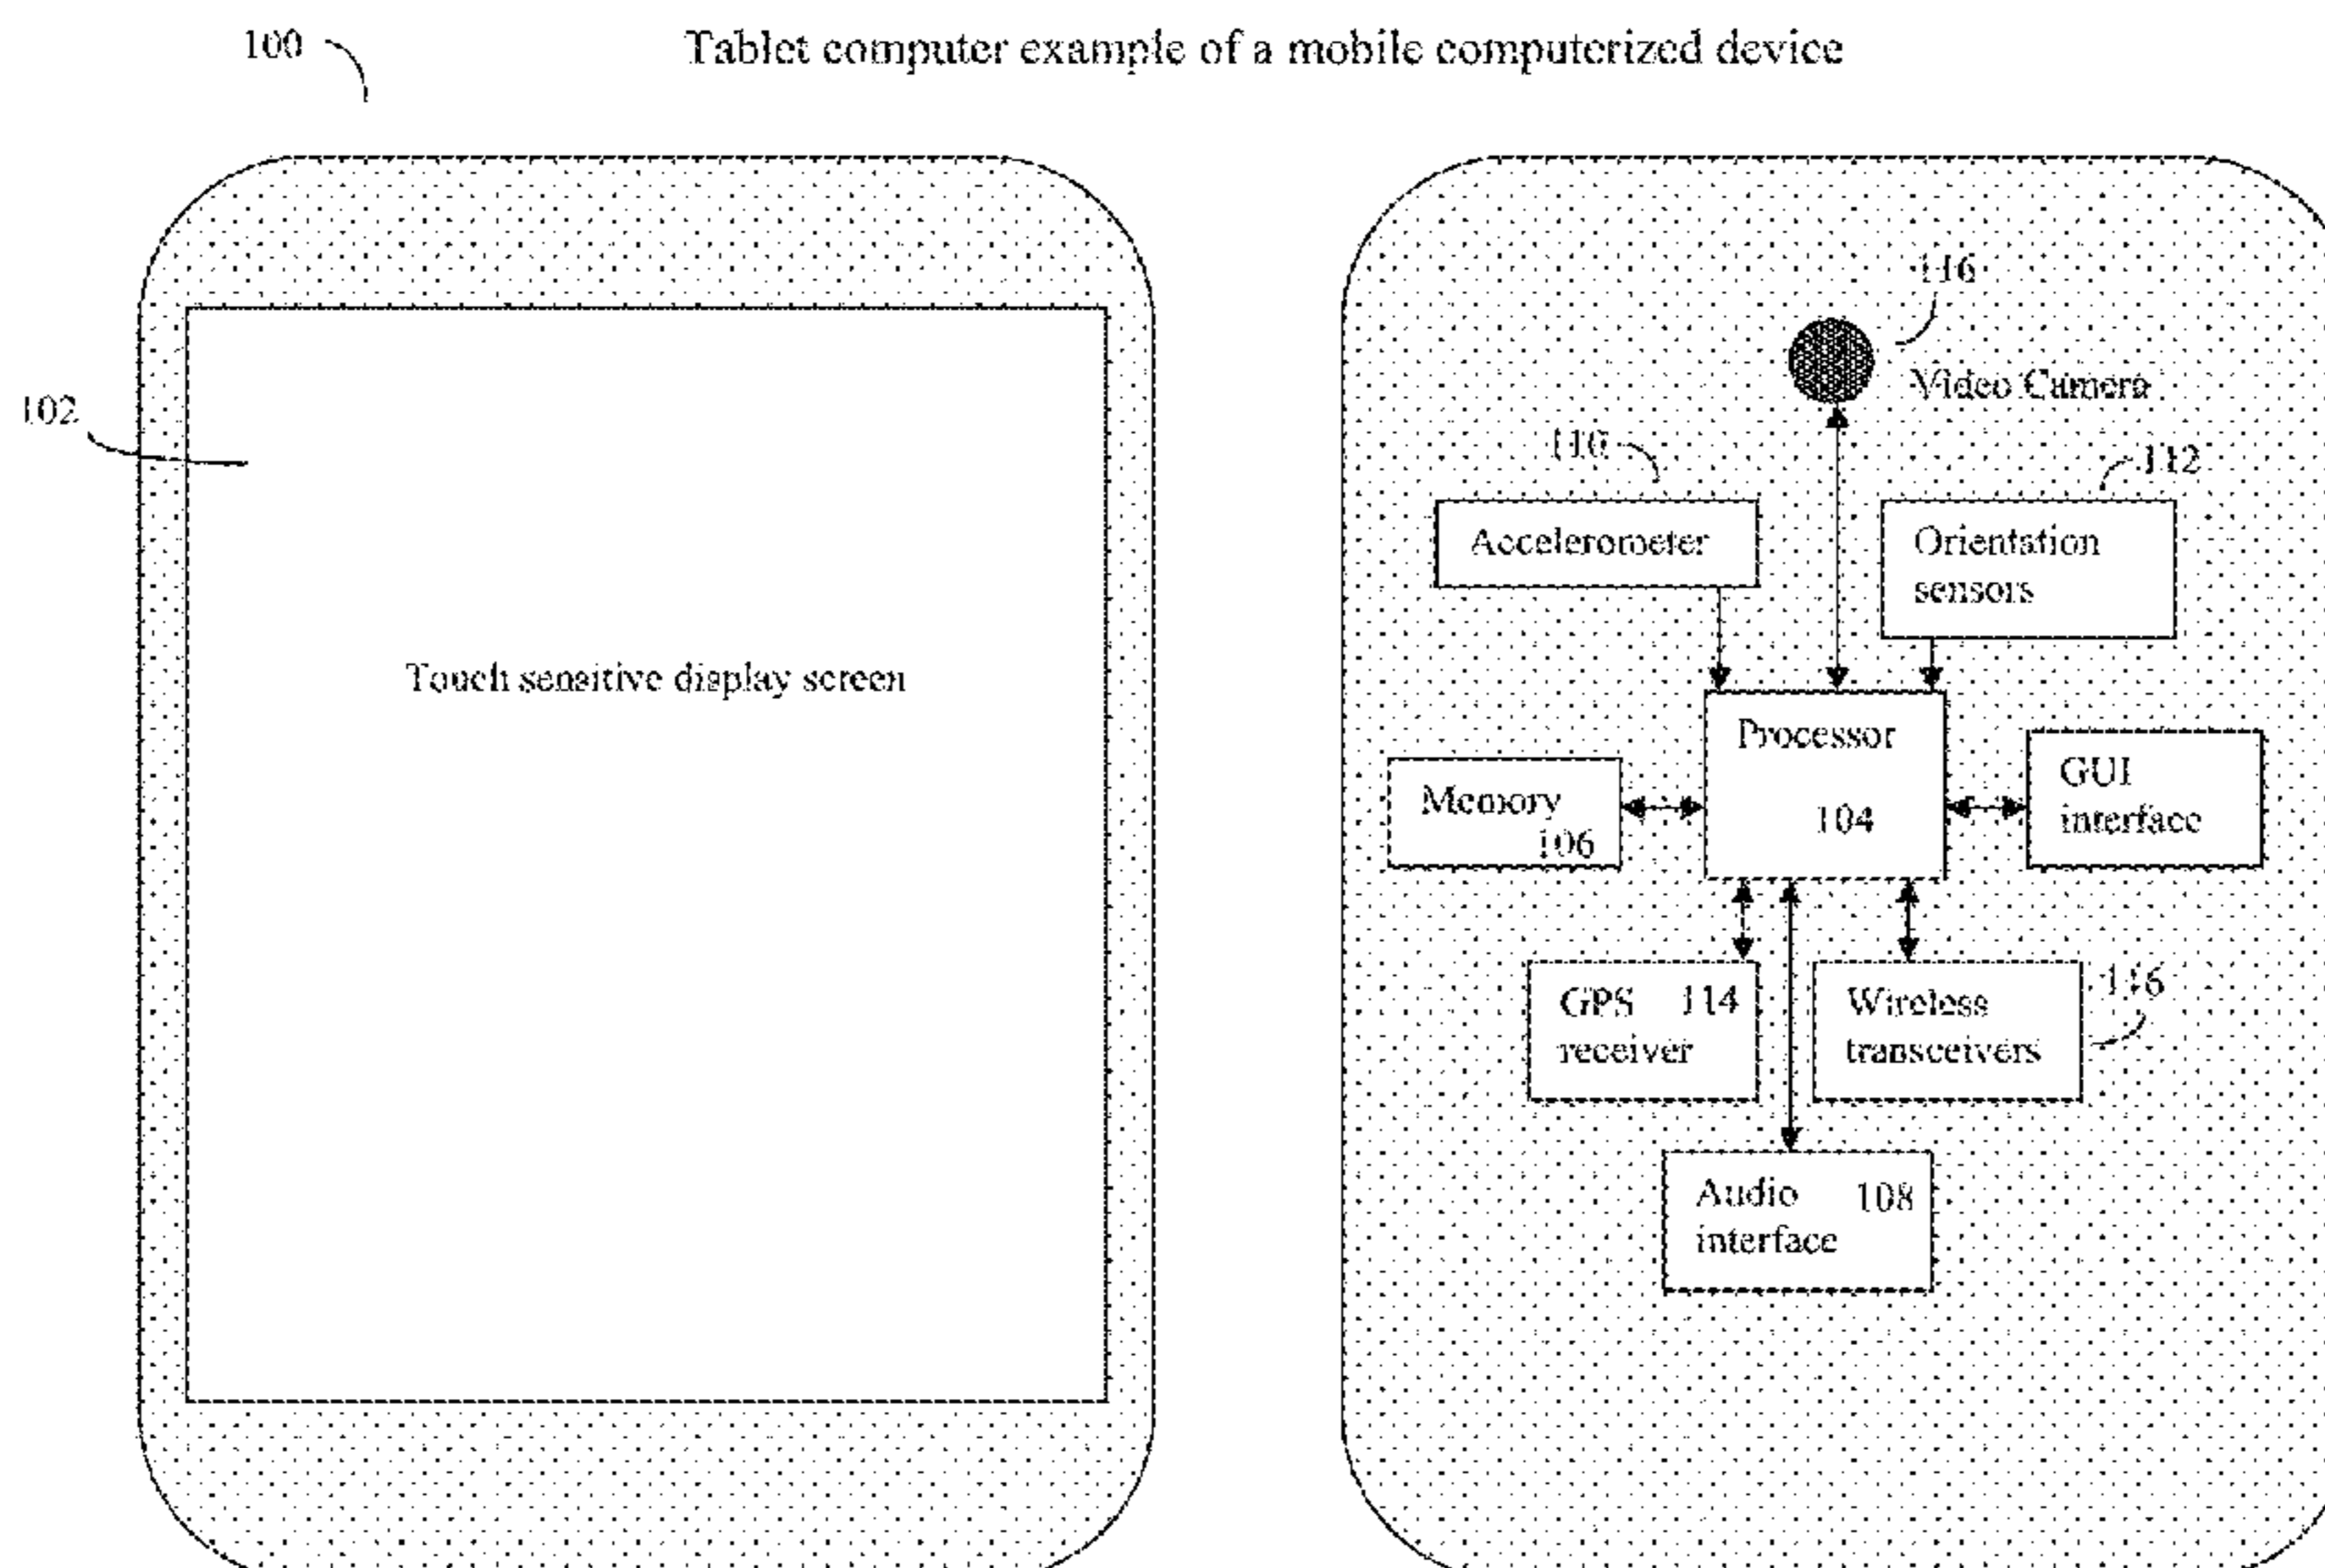 100
Tablet computer example of a mobile computerized device
102
Touch sensitive display screen
116
Video Camera
110
112
Accelerometer
Orientation
sensors
Processor
104
Memory
106
GUI
interface
GPS 114
receiver
Wireless
transceivers
116
Audio 108
interface